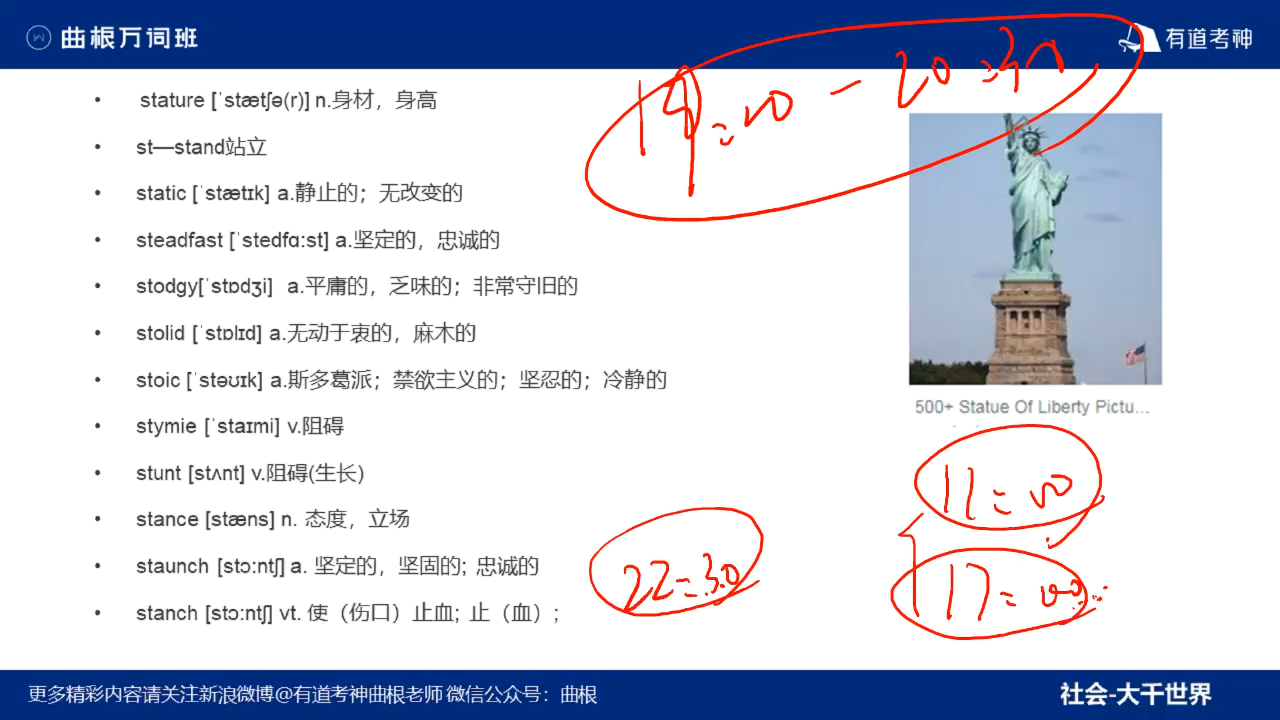 曲根万词班
有道考神
• stature [ˈstætʃə(r)] n.身材，身高
• st—stand站立
• static [ˈstætɪk] a.静止的；无改变的
• steadfast [ˈstedfɑːst] a.坚定的，忠诚的
• stodgy[ˈstɒdʒi] a.平庸的，乏味的；非常守旧的
• stolid [ˈstɒlɪd] a.无动于衷的，麻木的
• stoic [ˈstəʊɪk] a.斯多葛派；禁欲主义的；坚忍的；冷静的
• stymie [ˈstaɪmi] v.阻碍
• stunt [stʌnt] v.阻碍(生长)
• stance [stæns] n. 态度，立场
• staunch [stɔːntʃ] a. 坚定的，坚固的; 忠诚的
• stanch [stɔːntʃ] vt. 使（伤口）止血; 止（血）;
500+ Statue Of Liberty Pictu...
22=30
更多精彩内容请关注新浪微博@有道考神曲根老师 微信公众号：曲根
社会-大千世界